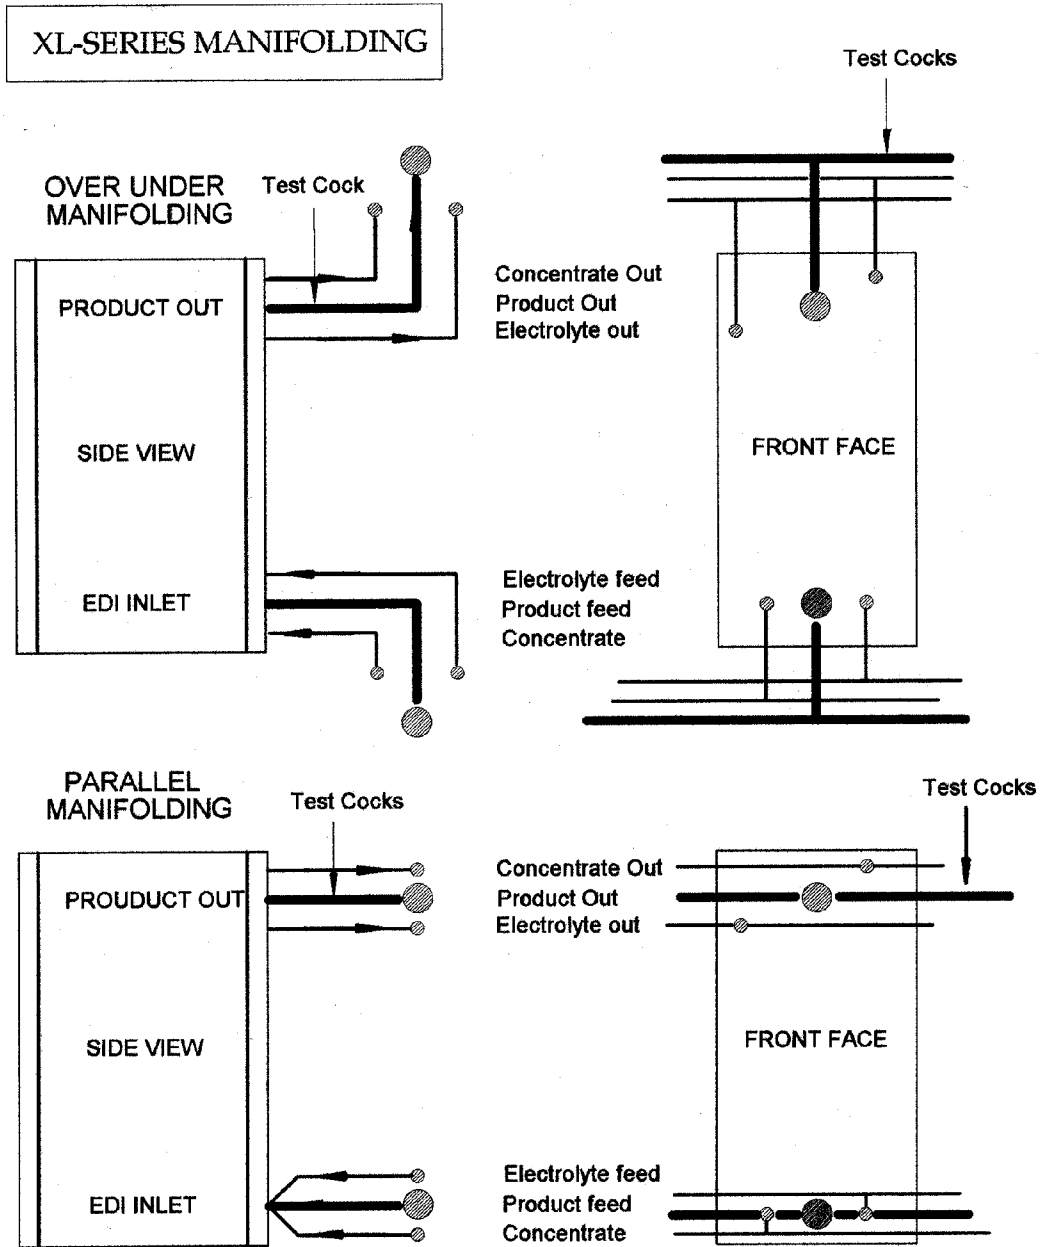 XL-SERIES MANIFOLDING
Test Cocks
OVER UNDER
MANIFOLDING
Test Cock
PRODUCT OUT
Concentrate Out
Product Out
Electrolyte out
SIDE VIEW
FRONT FACE
EDI INLET
Electrolyte feed
Product feed
Concentrate
PARALLEL
MANIFOLDING
Test Cocks
Test Cocks
PROUDUCT OUT
Concentrate Out
Product Out
Electrolyte out
SIDE VIEW
FRONT FACE
EDI INLET
Electrolyte feed
Product feed
Concentrate